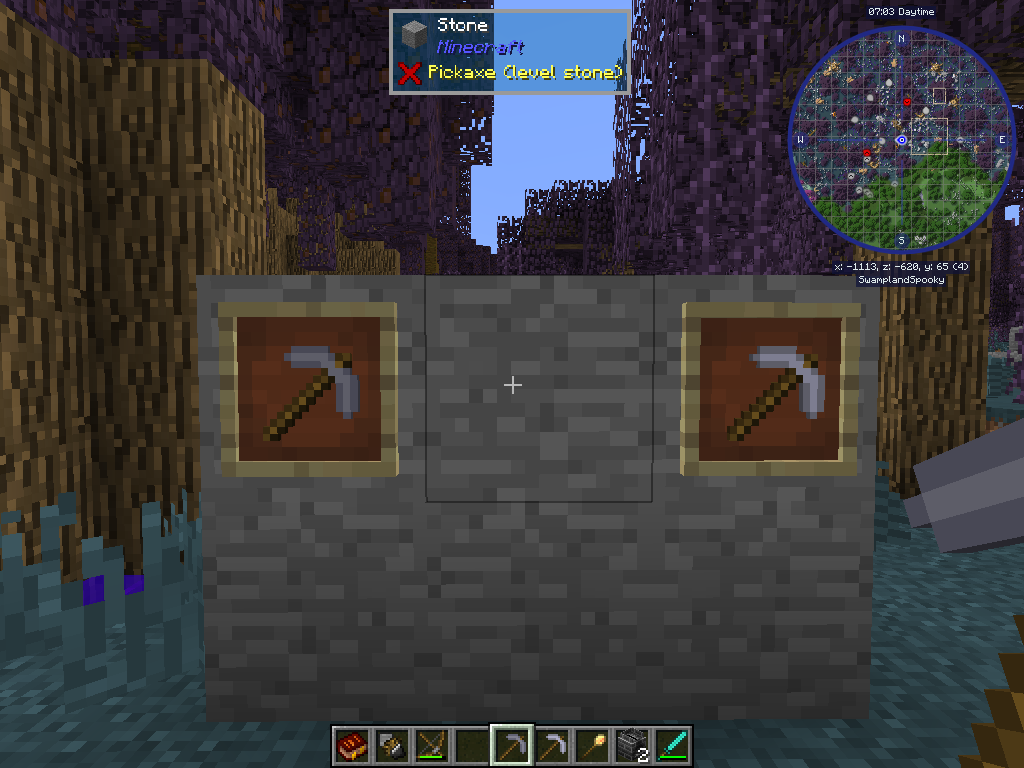 Stone
Minecraft
Pickaxe (level stone)
07:03 Daytime
N
W
E
S
x: -1113, z: -620, y: 65 (4)
SwamplandSpooky
2